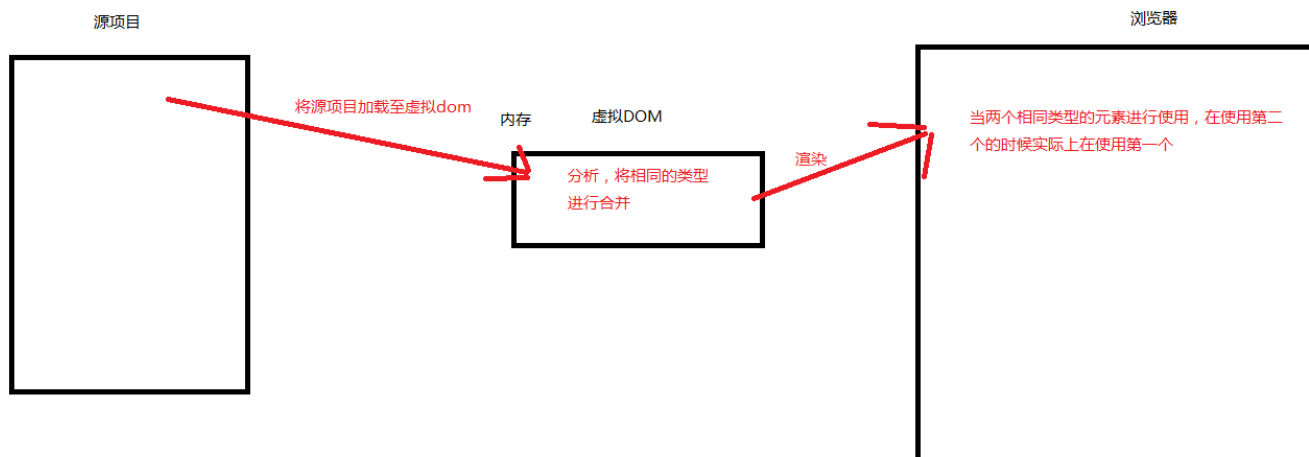 源项目
浏览器
将源项目加载至虚拟dom
内存
虚拟DOM
分析，将相同的类型
进行合并
渲染
当两个相同类型的元素进行使用，在使用第二
个的时候实际上在使用第一个